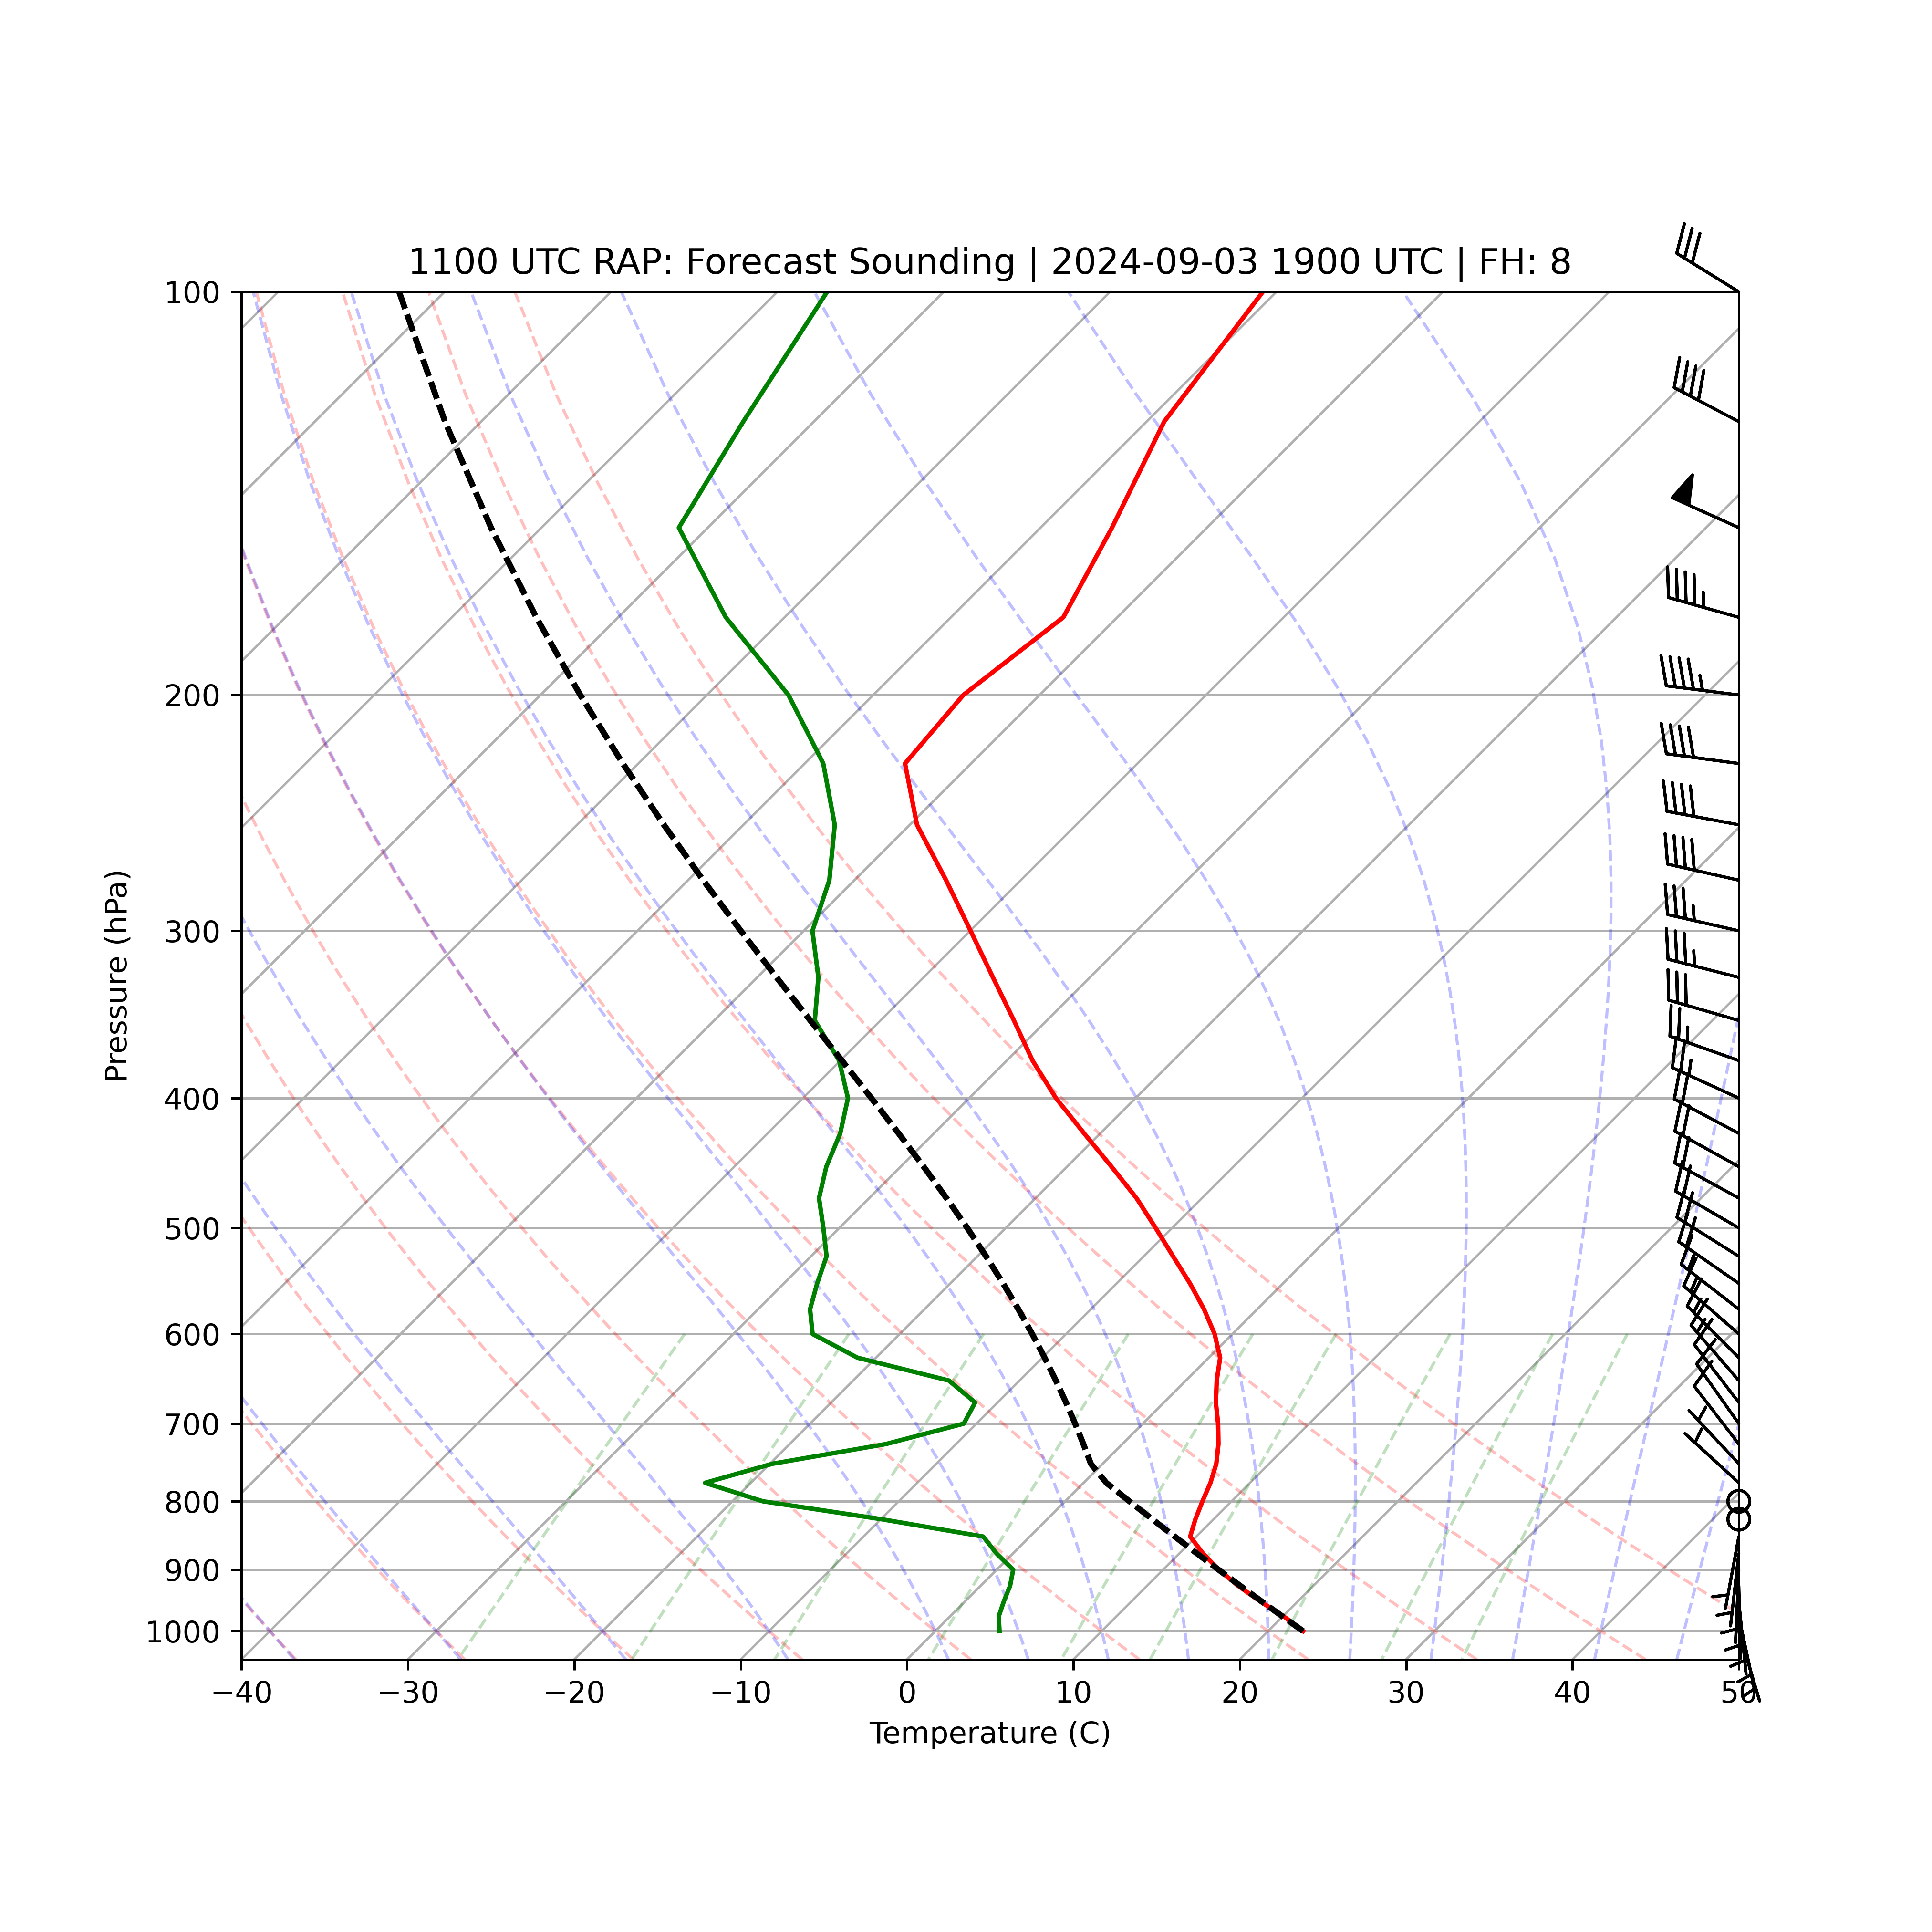 1100 UTC RAP: Forecast Sounding | 2024-09-03 1900 UTC | FH: 8
100
200
300
400
500
600
700
800
900
1000
Pressure (hPa)
−40 −30 −20 −10 0 10 20 30 40 50
Temperature (C)